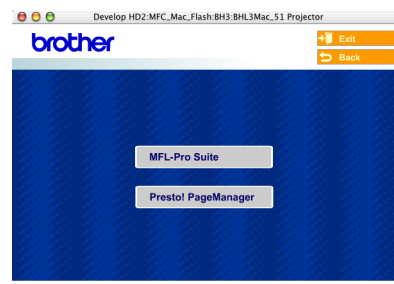 Develop HD2:MFC_Mac_Flash:BH3:BHL3Mac_51 Projector
brother
Exit
Back
MFL-Pro Suite
Presto! PageManager